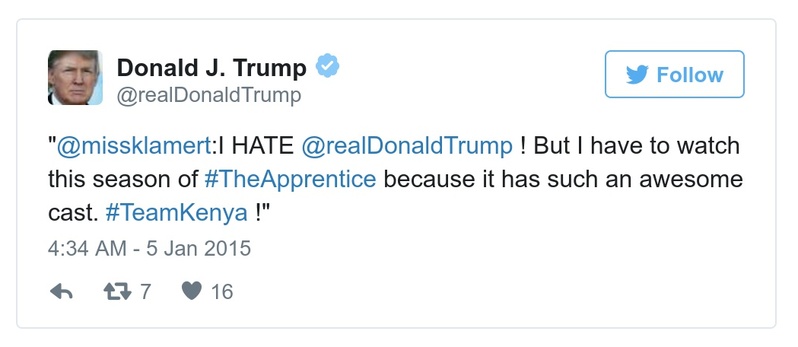 Donald J. Trump
@realDonaldTrump
Follow
"@missklamert:I HATE @realDonaldTrump ! But I have to watch
this season of #TheApprentice because it has such an awesome
cast. #TeamKenya !"
4:34 AM - 5 Jan 2015
7
16